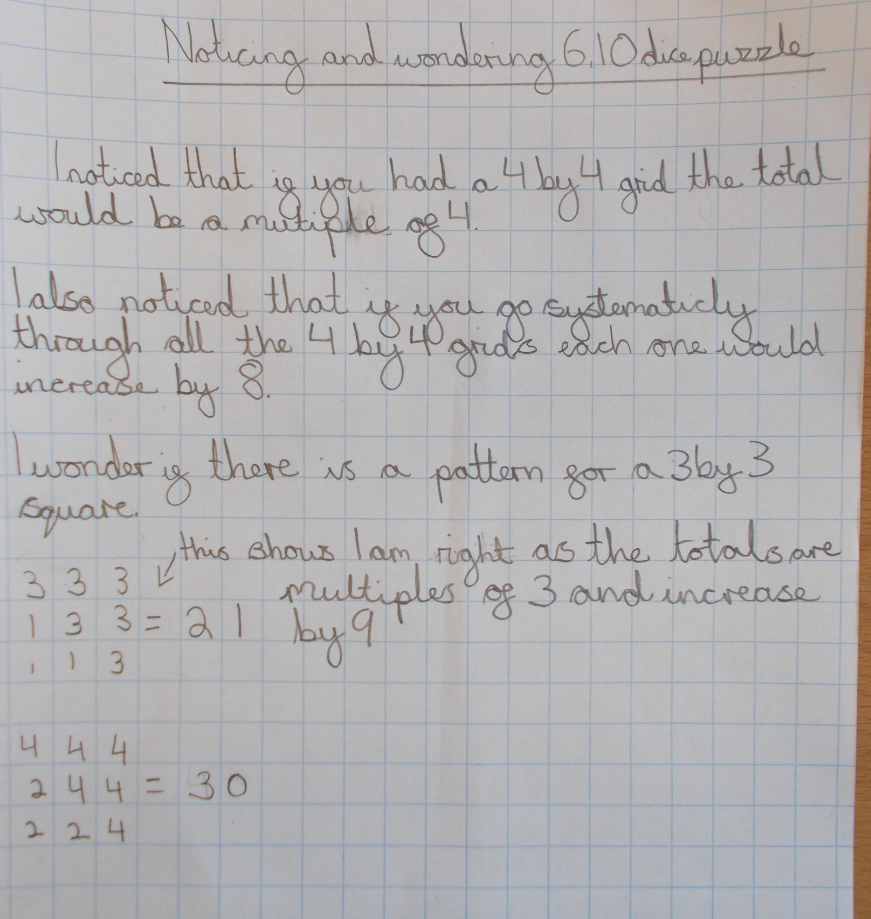 Noticing and wondering 6,10 dice puzzle
I noticed that if you had a 4 by 4 grid the total
would be a mutiple of 4.
I also noticed that if you go systematicly
through all the 4 by 4 grids each one would
increase by 8.
I wonder if there is a pattern for a 3 by 3
square.
this shows I am right as the totals are
3 3 3 multiples of 3 and increase
1 3 3 = 21 by 9
1 1 3
4 4 4
2 4 4 = 30
2 2 4